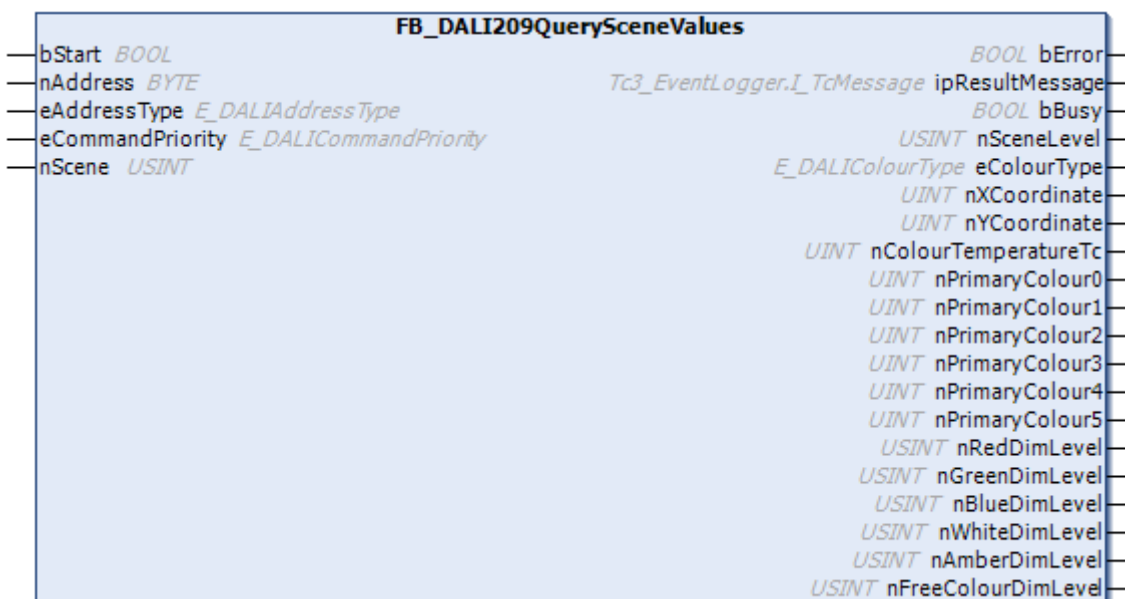 FB_DALI209QuerySceneValues
bStart BOOL BOOL bError
nAddress BYTE Tc3_EventLogger.I_TcMessage ipResultMessage
eAddressType E_DALIAddressType BOOL bBusy
eCommandPriority E_DALICommandPriority USINT nSceneLevel
nScene USINT E_DALIColourType eColourType
UINT nXCoordinate
UINT nYCoordinate
UINT nColourTemperatureTc
UINT nPrimaryColour0
UINT nPrimaryColour1
UINT nPrimaryColour2
UINT nPrimaryColour3
UINT nPrimaryColour4
UINT nPrimaryColour5
USINT nRedDimLevel
USINT nGreenDimLevel
USINT nBlueDimLevel
USINT nWhiteDimLevel
USINT nAmberDimLevel
USINT nFreeColourDimLevel